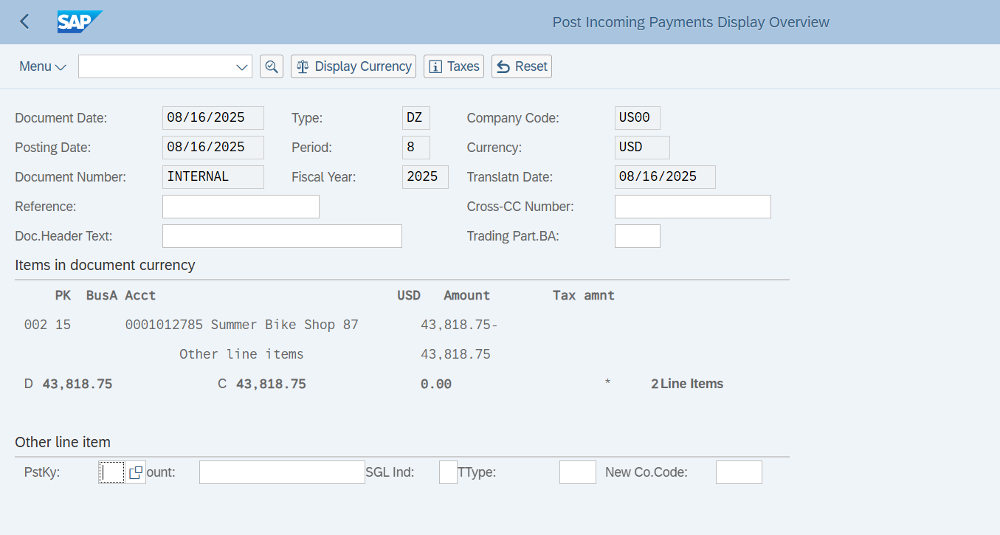 SAP Post Incoming Payments Display Overview
Menu Display Currency Taxes Reset
Document Date: 08/16/2025 Type: DZ Company Code: US00
Posting Date: 08/16/2025 Period: 8 Currency: USD
Document Number: INTERNAL Fiscal Year: 2025 Translatn Date: 08/16/2025
Reference: Cross-CC Number:
Doc.Header Text: Trading Part.BA:
Items in document currency
PK BusA Acct USD Amount Tax amnt
002 15 0001012785 Summer Bike Shop 87 43,818.75-
Other line items 43,818.75
D 43,818.75 C 43,818.75 0.00 * 2 Line Items
Other line item
PstKy: ount: SGL Ind: TType: New Co.Code: